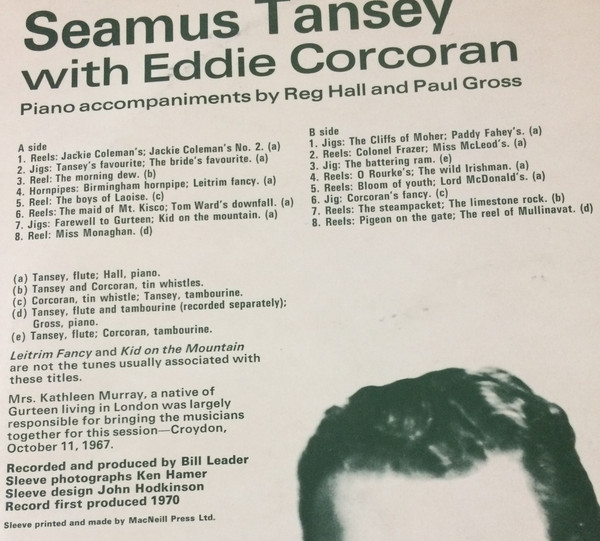 Seamus Tansey
with Eddie Corcoran
Piano accompaniments by Reg Hall and Paul Gross
A side
1. Reels: Jackie Coleman's; Jackie Coleman's No. 2. (a)
2. Jigs: Tansey's favourite; The bride's favourite. (a)
3. Reel: The morning dew. (b)
4. Hornpipes: Birmingham hornpipe; Leitrim fancy. (a)
5. Reel: The boys of Laoise. (c)
6. Reels: The maid of Mt. Kisco; Tom Ward's downfall. (a)
7. Jigs: Farewell to Gurteen; Kid on the mountain. (a)
8. Reel: Miss Monaghan. (d)
B side
1. Jigs: The Cliffs of Moher; Paddy Fahey's. (a)
2. Reels: Colonel Frazer; Miss McLeod's. (a)
3. Jig: The battering ram. (e)
4. Reels: O Rourke's; The wild Irishman. (a)
5. Reels: Bloom of youth; Lord McDonald's. (a)
6. Jig: Corcoran's fancy. (c)
7. Reels: The steampacket; The limestone rock. (b)
8. Reels: Pigeon on the gate; The reel of Mullinavat. (d)
(a) Tansey, flute; Hall, piano.
(b) Tansey and Corcoran, tin whistles.
(c) Corcoran, tin whistle; Tansey, tambourine.
(d) Tansey, flute and tambourine (recorded separately);
Gross, piano.
(e) Tansey, flute; Corcoran, tambourine.
Leitrim Fancy and Kid on the Mountain
are not the tunes usually associated with
these titles.
Mrs. Kathleen Murray, a native of
Gurteen living in London was largely
responsible for bringing the musicians
together for this session—Croydon,
October 11, 1967.
Recorded and produced by Bill Leader
Sleeve photographs Ken Hamer
Sleeve design John Hodkinson
Record first produced 1970
Sleeve printed and made by MacNeill Press Ltd.